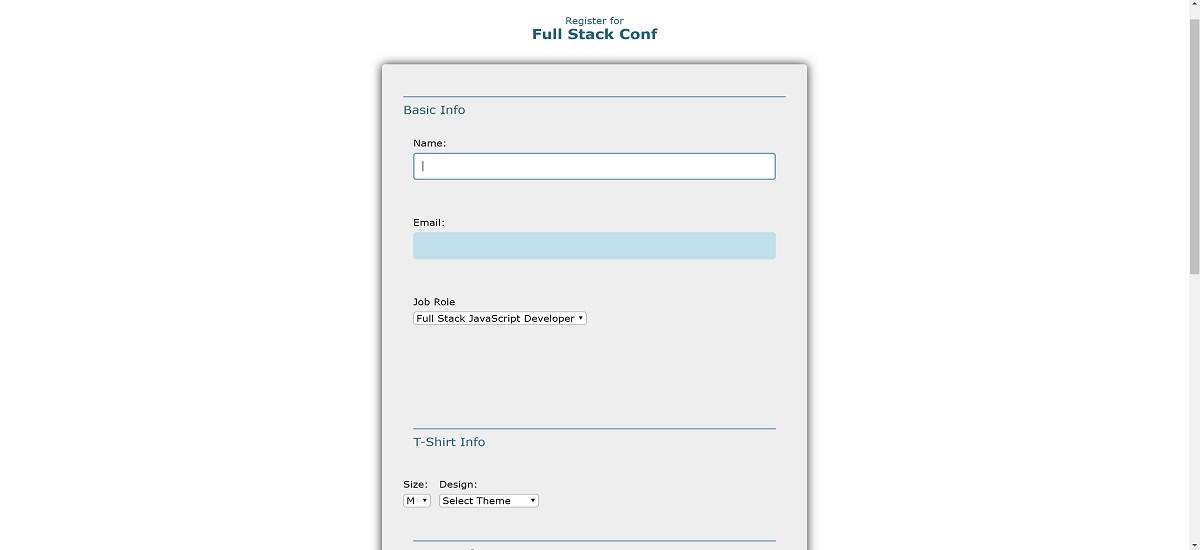 Register for
Full Stack Conf
Basic Info
Name:
Email:
Job Role
Full Stack JavaScript Developer
T-Shirt Info
Size: Design:
M Select Theme